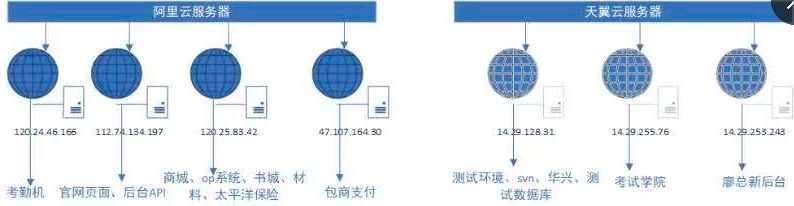 阿里云服务器
天翼云服务器
120.24.46.166
112.74.134.197
120.25.83.42
47.107.164.30
14.29.128.31
14.29.255.76
14.29.253.243
考勤机
官网页面、后台API
商城、op系统、书城、材
料、太平洋保险
包商支付
测试环境、svn、华兴、测
试数据库
考试学院
廖总新后台